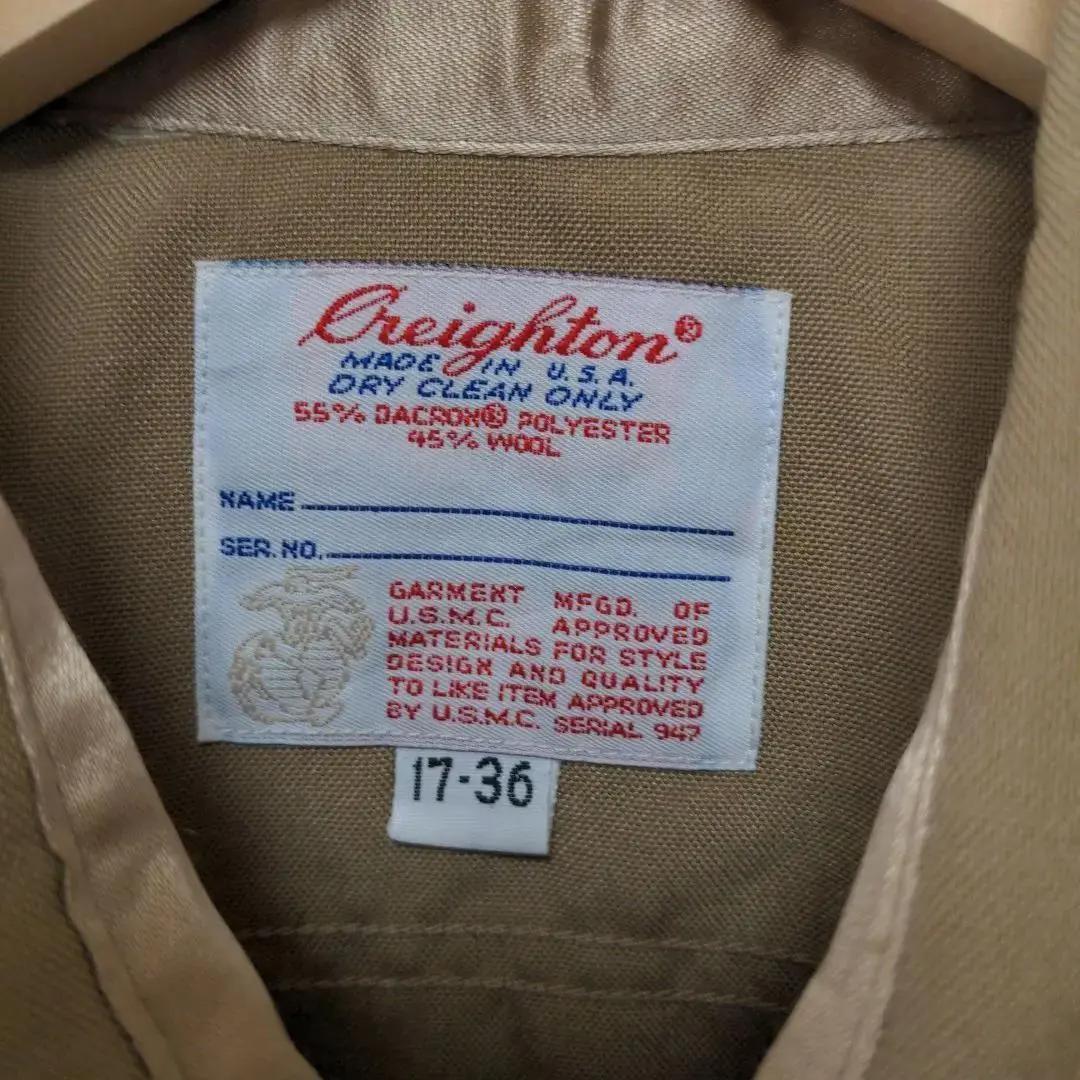 Creighton®
MADE IN U.S.A.
DRY CLEAN ONLY
55% DACRON® POLYESTER
45% WOOL
NAME
SER. NO.
GARMENT MFGD. OF
U.S.M.C. APPROVED
MATERIALS FOR STYLE
DESIGN AND QUALITY
TO LIKE ITEM APPROVED
BY U.S.M.C. SERIAL 947
17-36